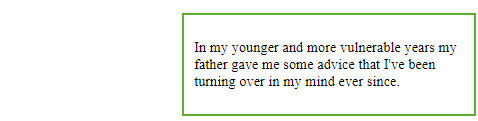 In my younger and more vulnerable years my
father gave me some advice that I've been
turning over in my mind ever since.